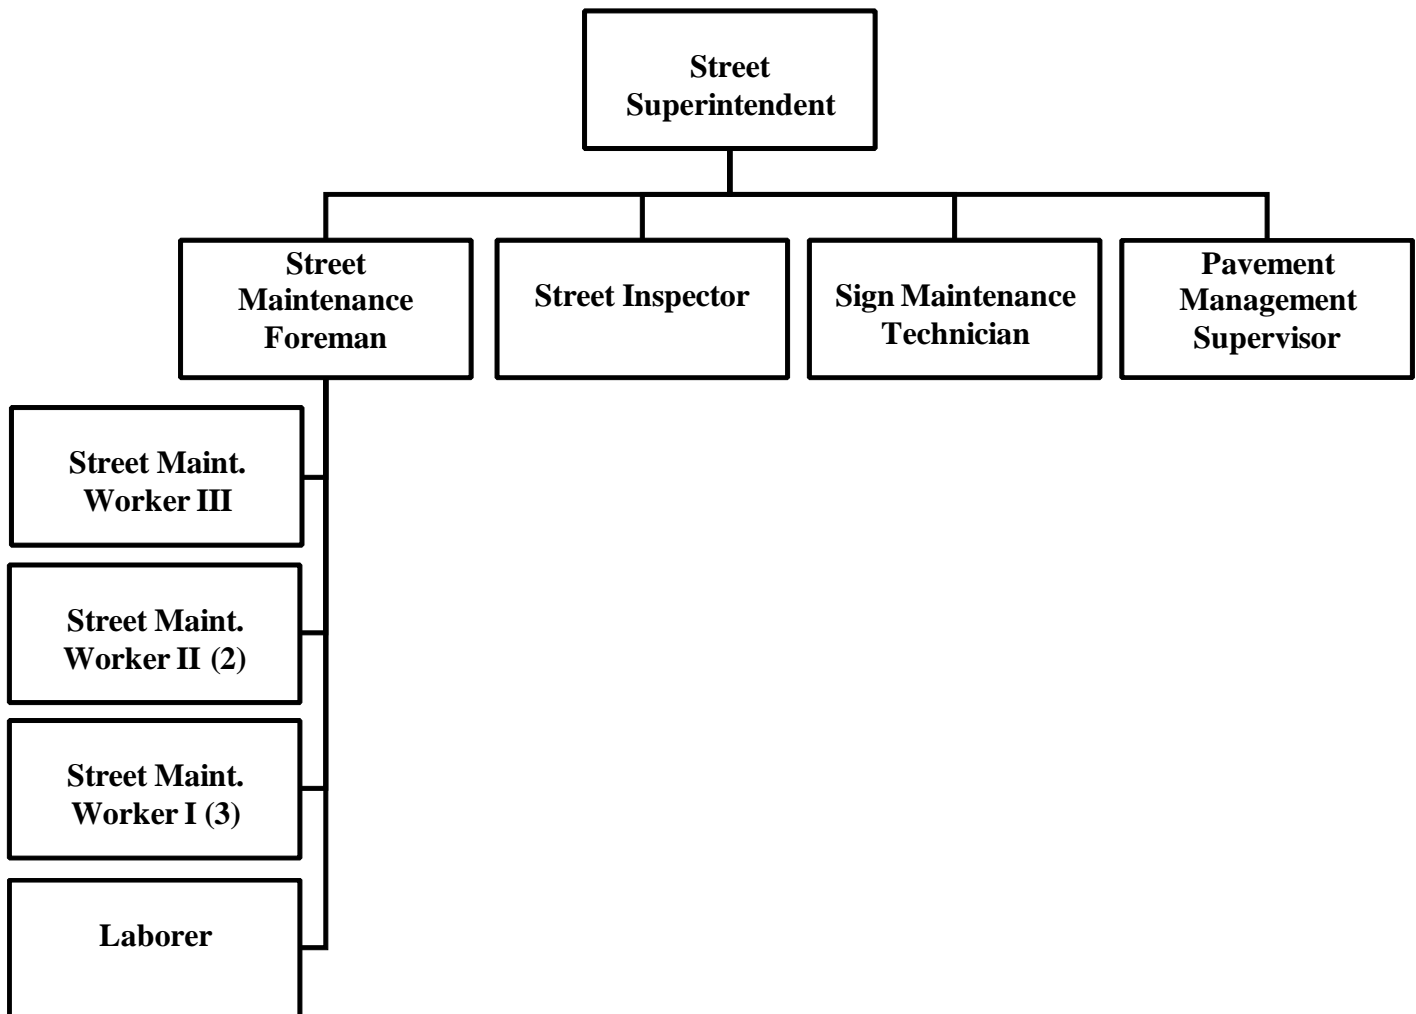 Street
Superintendent
Street
Maintenance
Foreman
Street Inspector
Sign Maintenance
Technician
Pavement
Management
Supervisor
Street Maint.
Worker III
Street Maint.
Worker II (2)
Street Maint.
Worker I (3)
Laborer